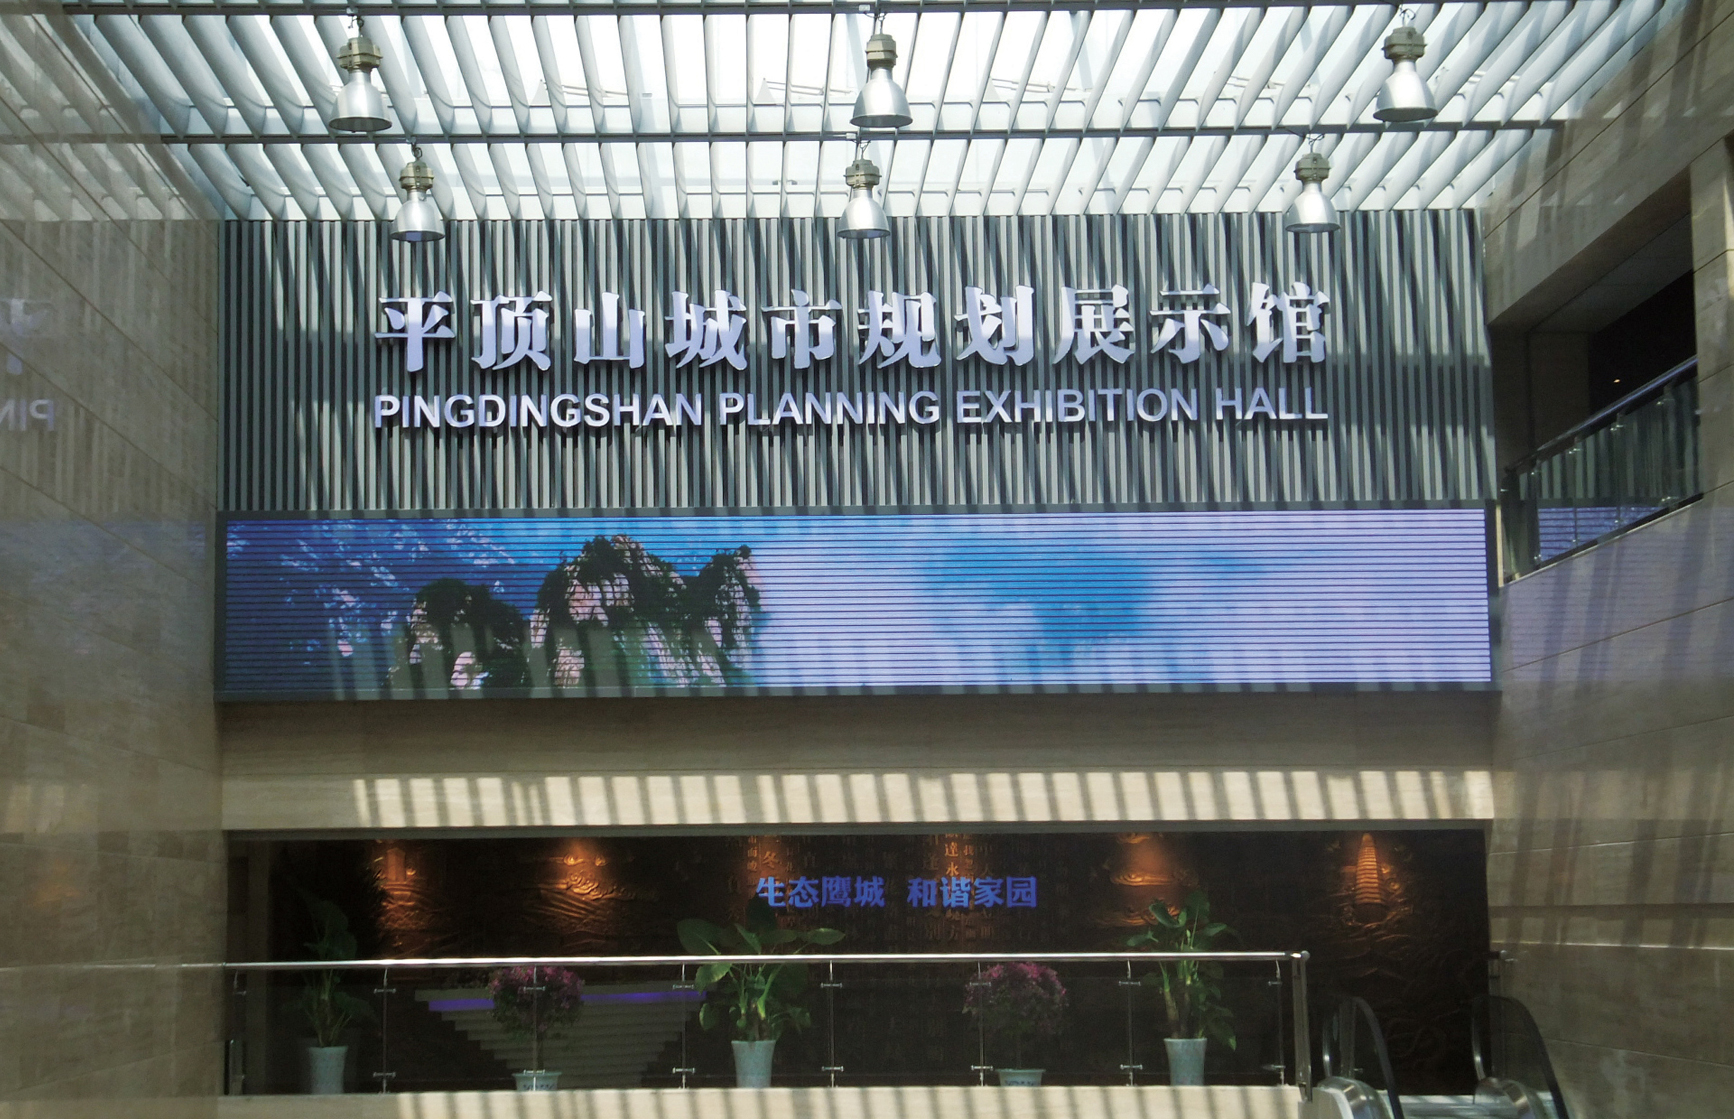 平顶山城市规划展示馆
PINGDINGSHAN PLANNING EXHIBITION HALL
生态鹰城 和谐家园